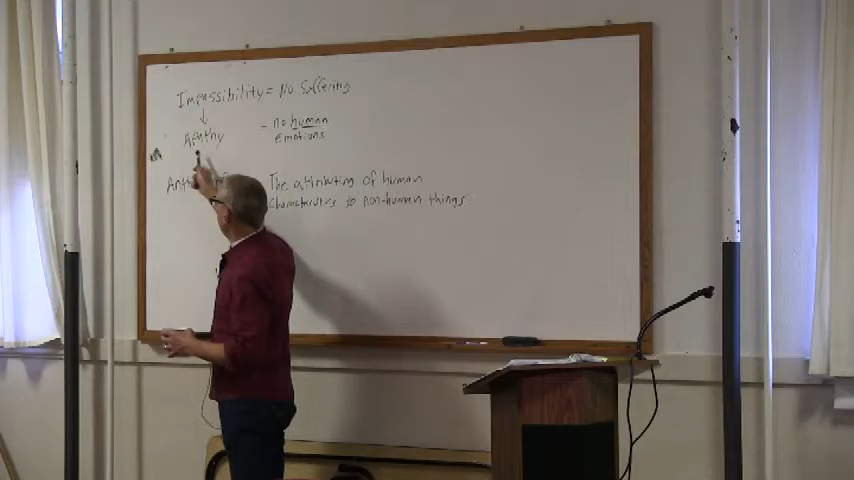 Impassibility = No Suffering
↓
Apathy - no human
emotions
The attributing of human
characteristics to non-human things.